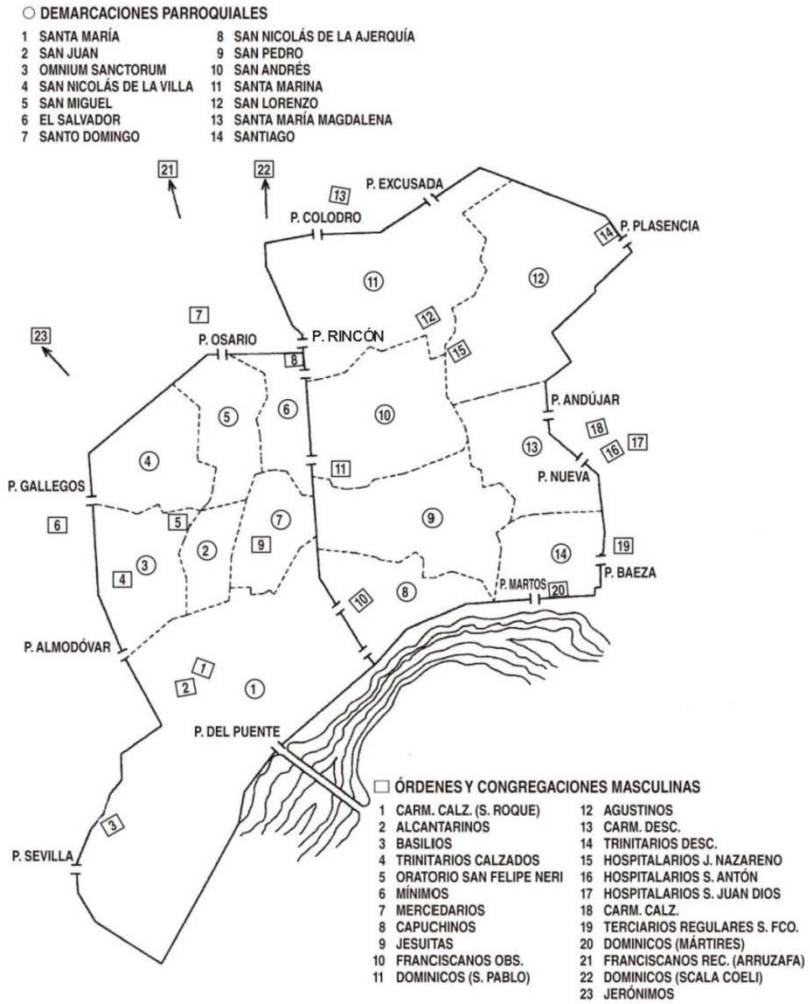 ○ DEMARCACIONES PARROQUIALES
1 SANTA MARÍA
2 SAN JUAN
3 OMNIUM SANCTORUM
4 SAN NICOLÁS DE LA VILLA
5 SAN MIGUEL
6 EL SALVADOR
7 SANTO DOMINGO
8 SAN NICOLÁS DE LA AJERQUÍA
9 SAN PEDRO
10 SAN ANDRÉS
11 SANTA MARINA
12 SAN LORENZO
13 SANTA MARÍA MAGDALENA
14 SANTIAGO
21
22
13
P. EXCUSADA
P. COLODRO
14
P. PLASENCIA
11
12
7
12
23
P. OSARIO
P. RINCÓN
15
8
P. ANDÚJAR
5
6
10
18
17
13
16
4
11
P. NUEVA
P. GALLEGOS
6
5
7
9
2
9
19
3
14
4
P. BAEZA
P. MARTOS
20
10
8
P. ALMODÓVAR
1
2
1
P. DEL PUENTE
3
P. SEVILLA
□ ÓRDENES Y CONGREGACIONES MASCULINAS
1 CARM. CALZ. (S. ROQUE)
2 ALCANTARINOS
3 BASILIOS
4 TRINITARIOS CALZADOS
5 ORATORIO SAN FELIPE NERI
6 MÍNIMOS
7 MERCEDARIOS
8 CAPUCHINOS
9 JESUITAS
10 FRANCISCANOS OBS.
11 DOMINICOS (S. PABLO)
12 AGUSTINOS
13 CARM. DESC.
14 TRINITARIOS DESC.
15 HOSPITALARIOS J. NAZARENO
16 HOSPITALARIOS S. ANTÓN
17 HOSPITALARIOS S. JUAN DIOS
18 CARM. CALZ.
19 TERCIARIOS REGULARES S. FCO.
20 DOMINICOS (MÁRTIRES)
21 FRANCISCANOS REC. (ARRUZAFA)
22 DOMINICOS (SCALA COELI)
23 JERÓNIMOS